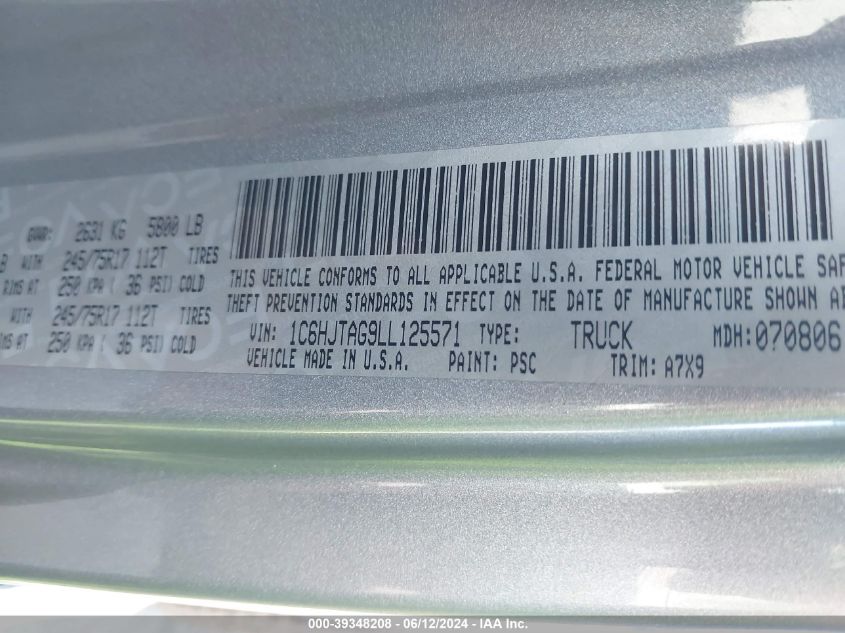 GVWR: 2631 KG 5800 LB
B WITH 245/75R17 112T TIRES
RIMS AT 250 KPA ( 36 PSI) COLD
WITH 245/75R17 112T TIRES
MS AT 250 KPA ( 36 PSI) COLD
THIS VEHICLE CONFORMS TO ALL APPLICABLE U.S.A. FEDERAL MOTOR VEHICLE SAF
THEFT PREVENTION STANDARDS IN EFFECT ON THE DATE OF MANUFACTURE SHOWN AB
VIN: 1C6HJTAG9LL125571 TYPE: TRUCK MDH:070806
VEHICLE MADE IN U.S.A. PAINT: PSC TRIM: A7X9
000-39348208 - 06/12/2024 - IAA Inc.